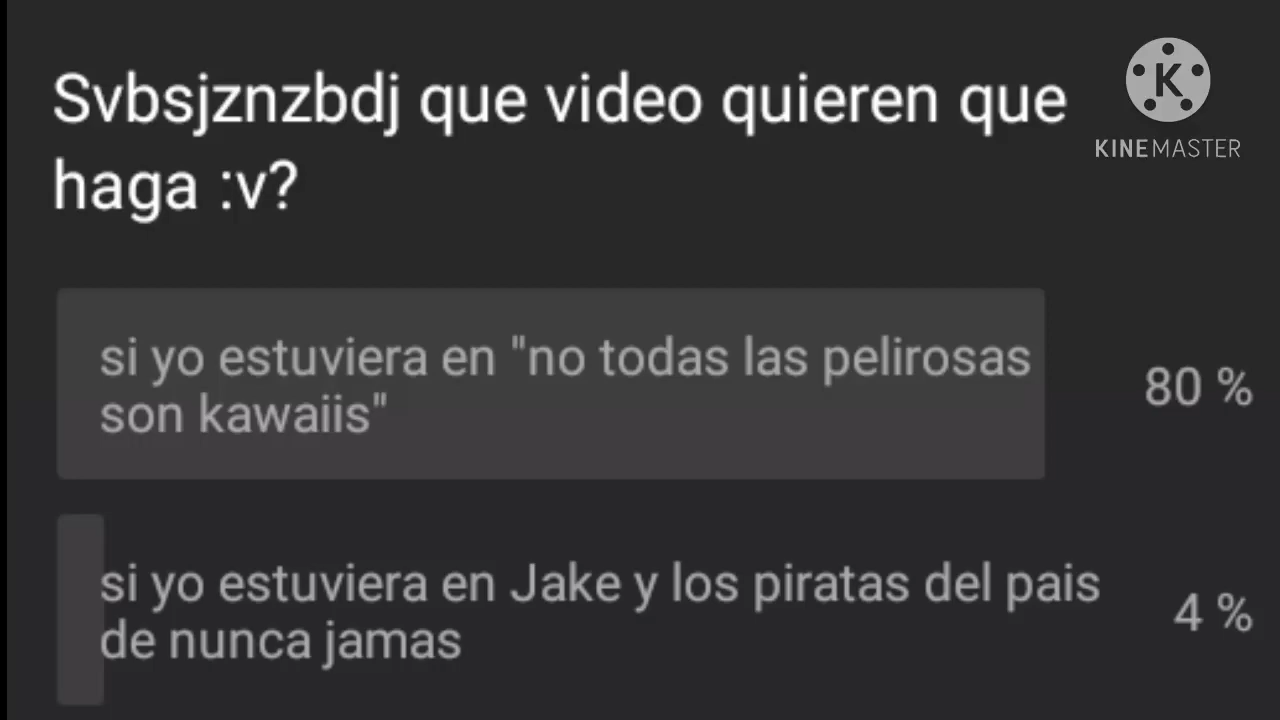 Svbsjznzbdj que video quieren que
haga :v?
KINEMASTER
si yo estuviera en "no todas las pelirosas
son kawaiis"
80 %
si yo estuviera en Jake y los piratas del pais
de nunca jamas
4 %